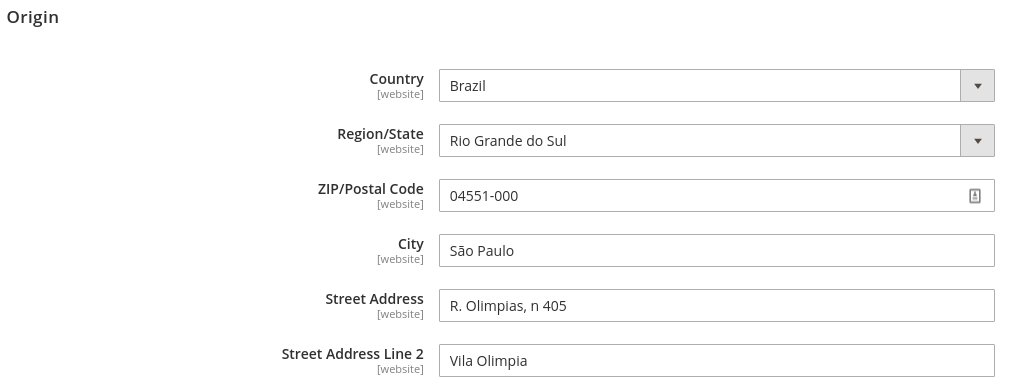 Origin
Country
[website]
Brazil
Region/State
[website]
Rio Grande do Sul
ZIP/Postal Code
[website]
04551-000
City
[website]
São Paulo
Street Address
[website]
R. Olimpias, n 405
Street Address Line 2
[website]
Vila Olimpia